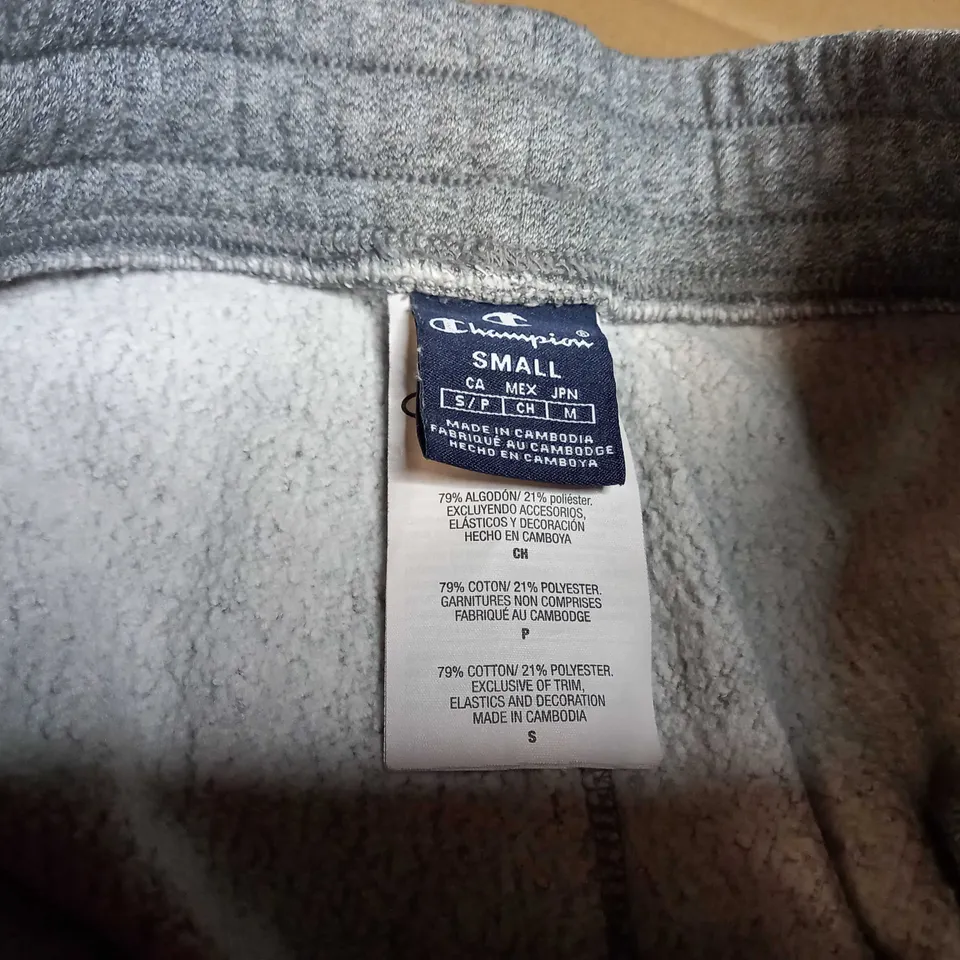 Champion®
SMALL
CA MEX JPN
S/P CH M
MADE IN CAMBODIA
FABRIQUÉ AU CAMBODGE
HECHO EN CAMBOYA
79% ALGODÓN/ 21% poliéster.
EXCLUYENDO ACCESORIOS,
ELÁSTICOS Y DECORACIÓN
HECHO EN CAMBOYA
CH
79% COTON/ 21% POLYESTER.
GARNITURES NON COMPRISES
FABRIQUÉ AU CAMBODGE
P
79% COTTON/ 21% POLYESTER.
EXCLUSIVE OF TRIM,
ELASTICS AND DECORATION
MADE IN CAMBODIA
S